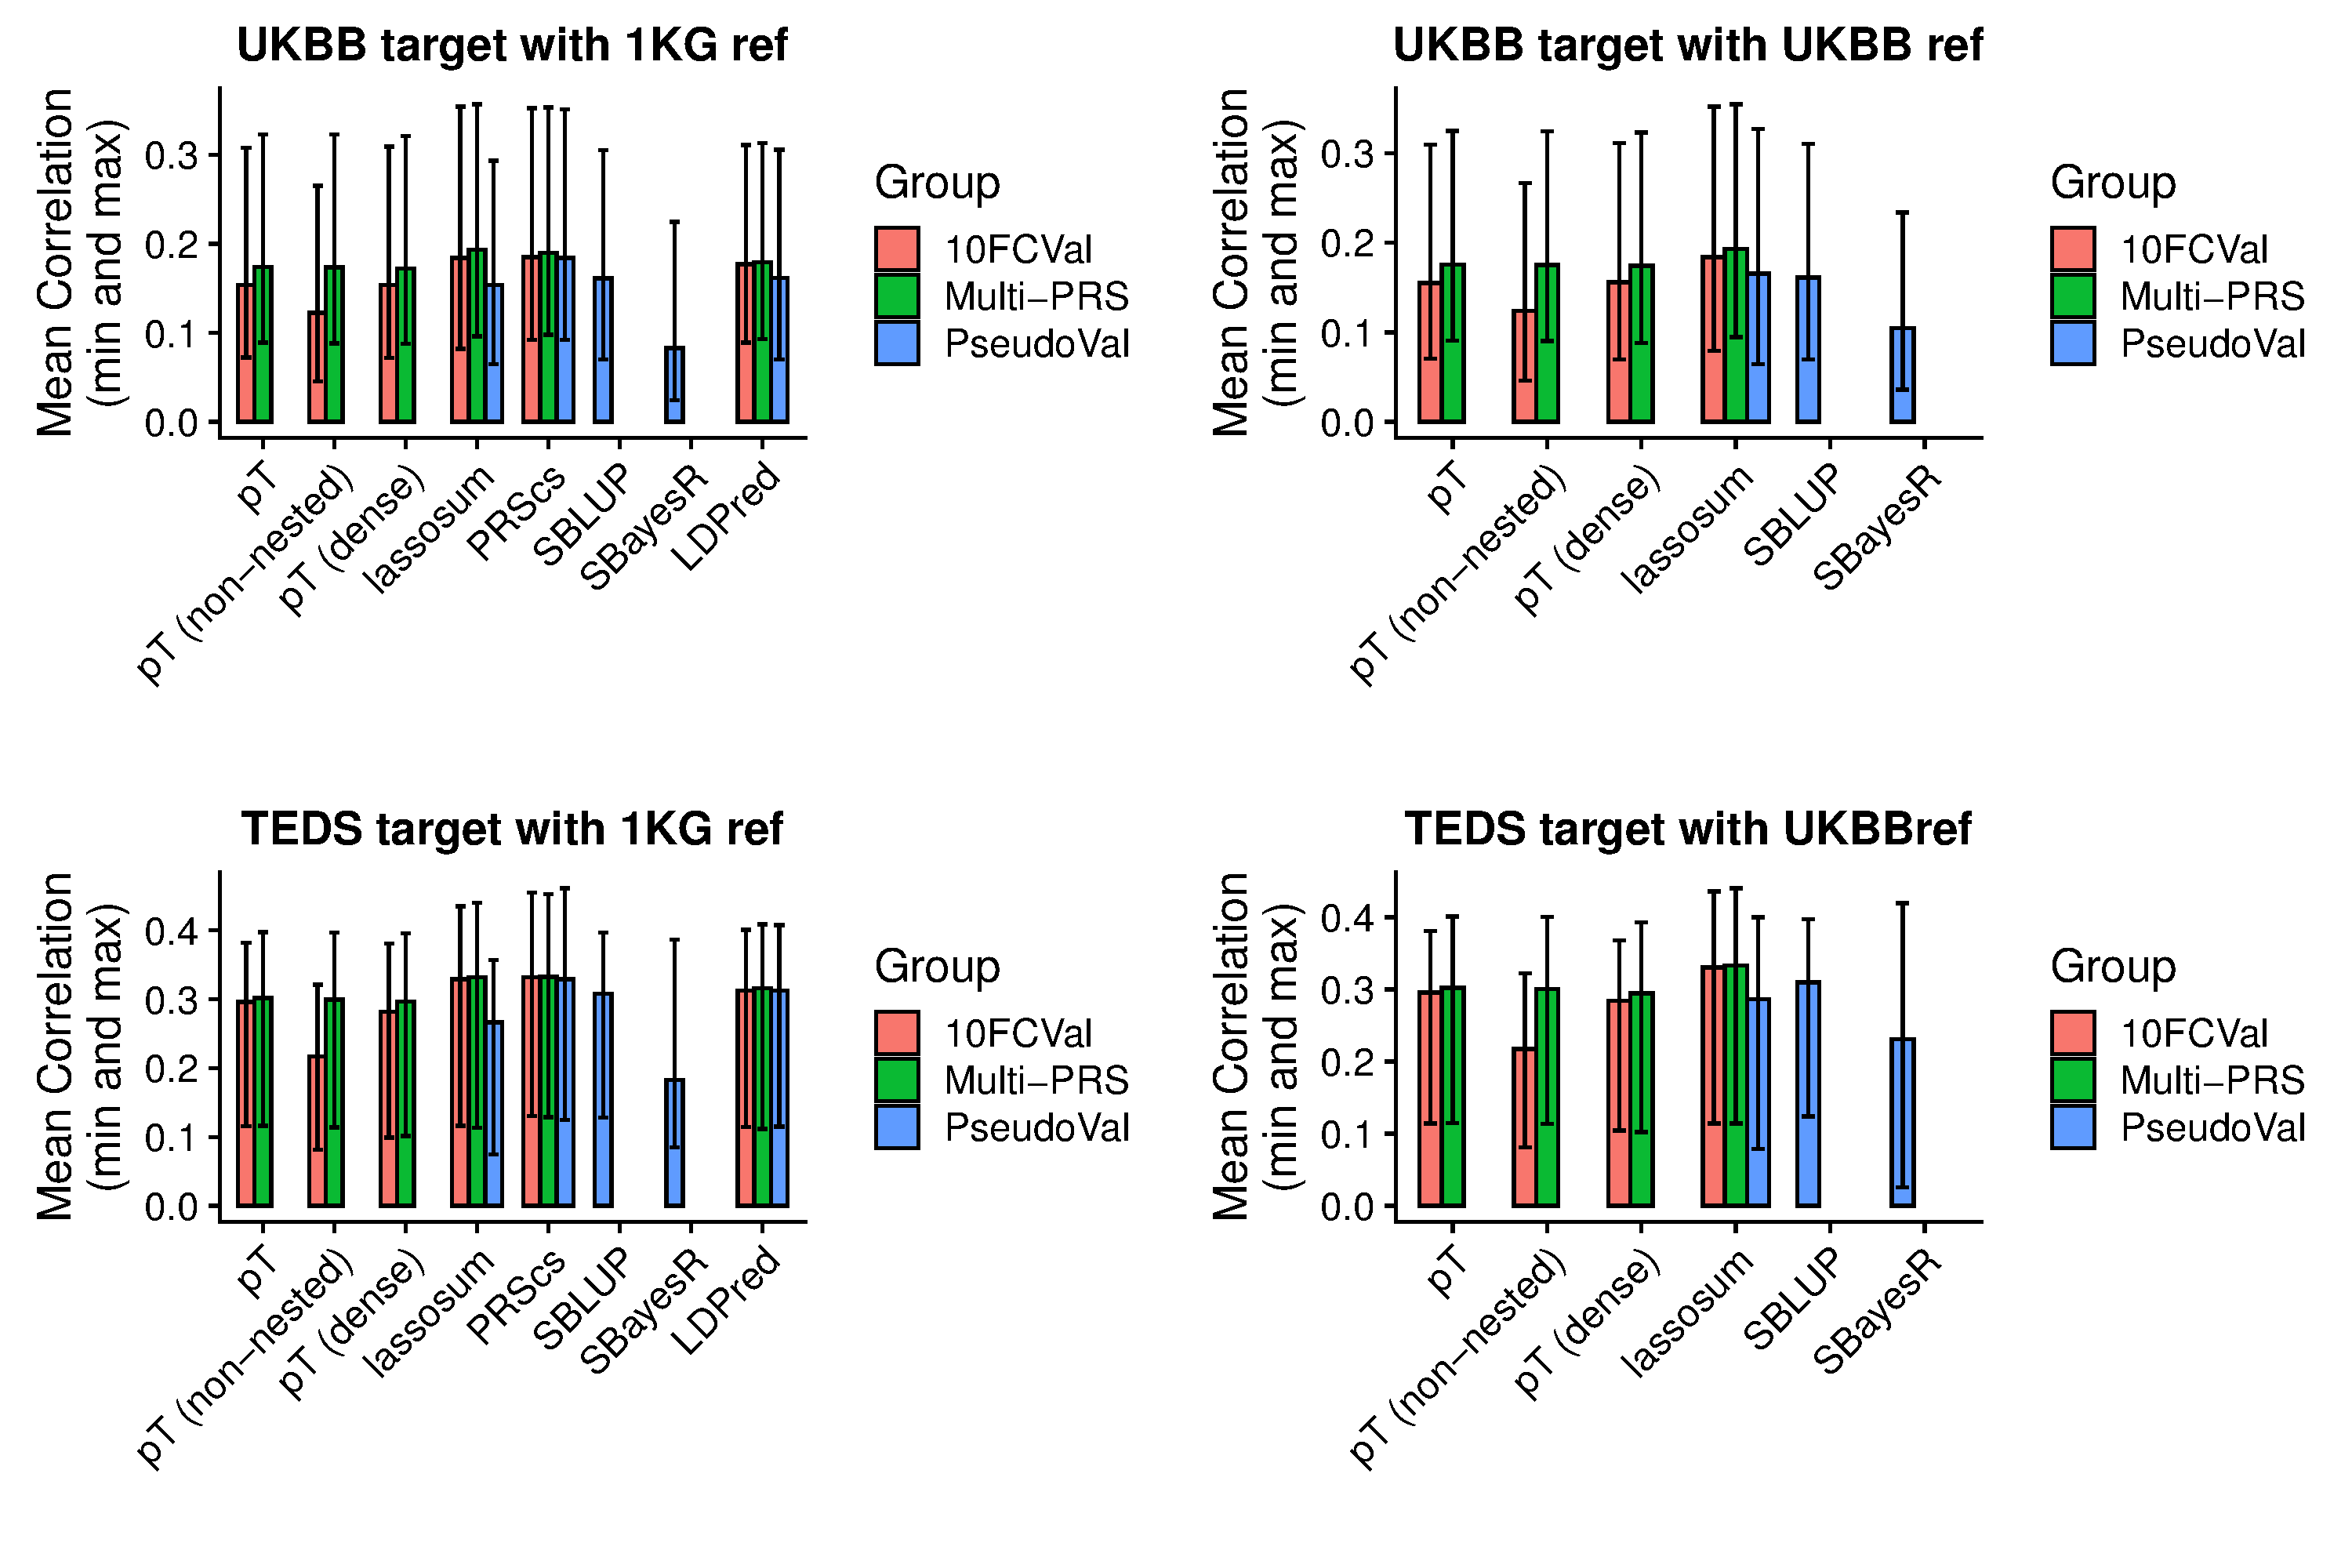 UKBB target with 1KG ref
Mean Correlation
(min and max)
0.3
0.2
0.1
0.0
pT
pT (non−nested)
pT (dense)
lassosum
PRScs
SBLUP
SBayesR
LDPred
Group
10FCVal
Multi−PRS
PseudoVal
UKBB target with UKBB ref
Mean Correlation
(min and max)
0.3
0.2
0.1
0.0
pT
pT (non−nested)
pT (dense)
lassosum
SBLUP
SBayesR
Group
10FCVal
Multi−PRS
PseudoVal
TEDS target with 1KG ref
Mean Correlation
(min and max)
0.4
0.3
0.2
0.1
0.0
pT
pT (non−nested)
pT (dense)
lassosum
PRScs
SBLUP
SBayesR
LDPred
Group
10FCVal
Multi−PRS
PseudoVal
TEDS target with UKBBref
Mean Correlation
(min and max)
0.4
0.3
0.2
0.1
0.0
pT
pT (non−nested)
pT (dense)
lassosum
SBLUP
SBayesR
Group
10FCVal
Multi−PRS
PseudoVal